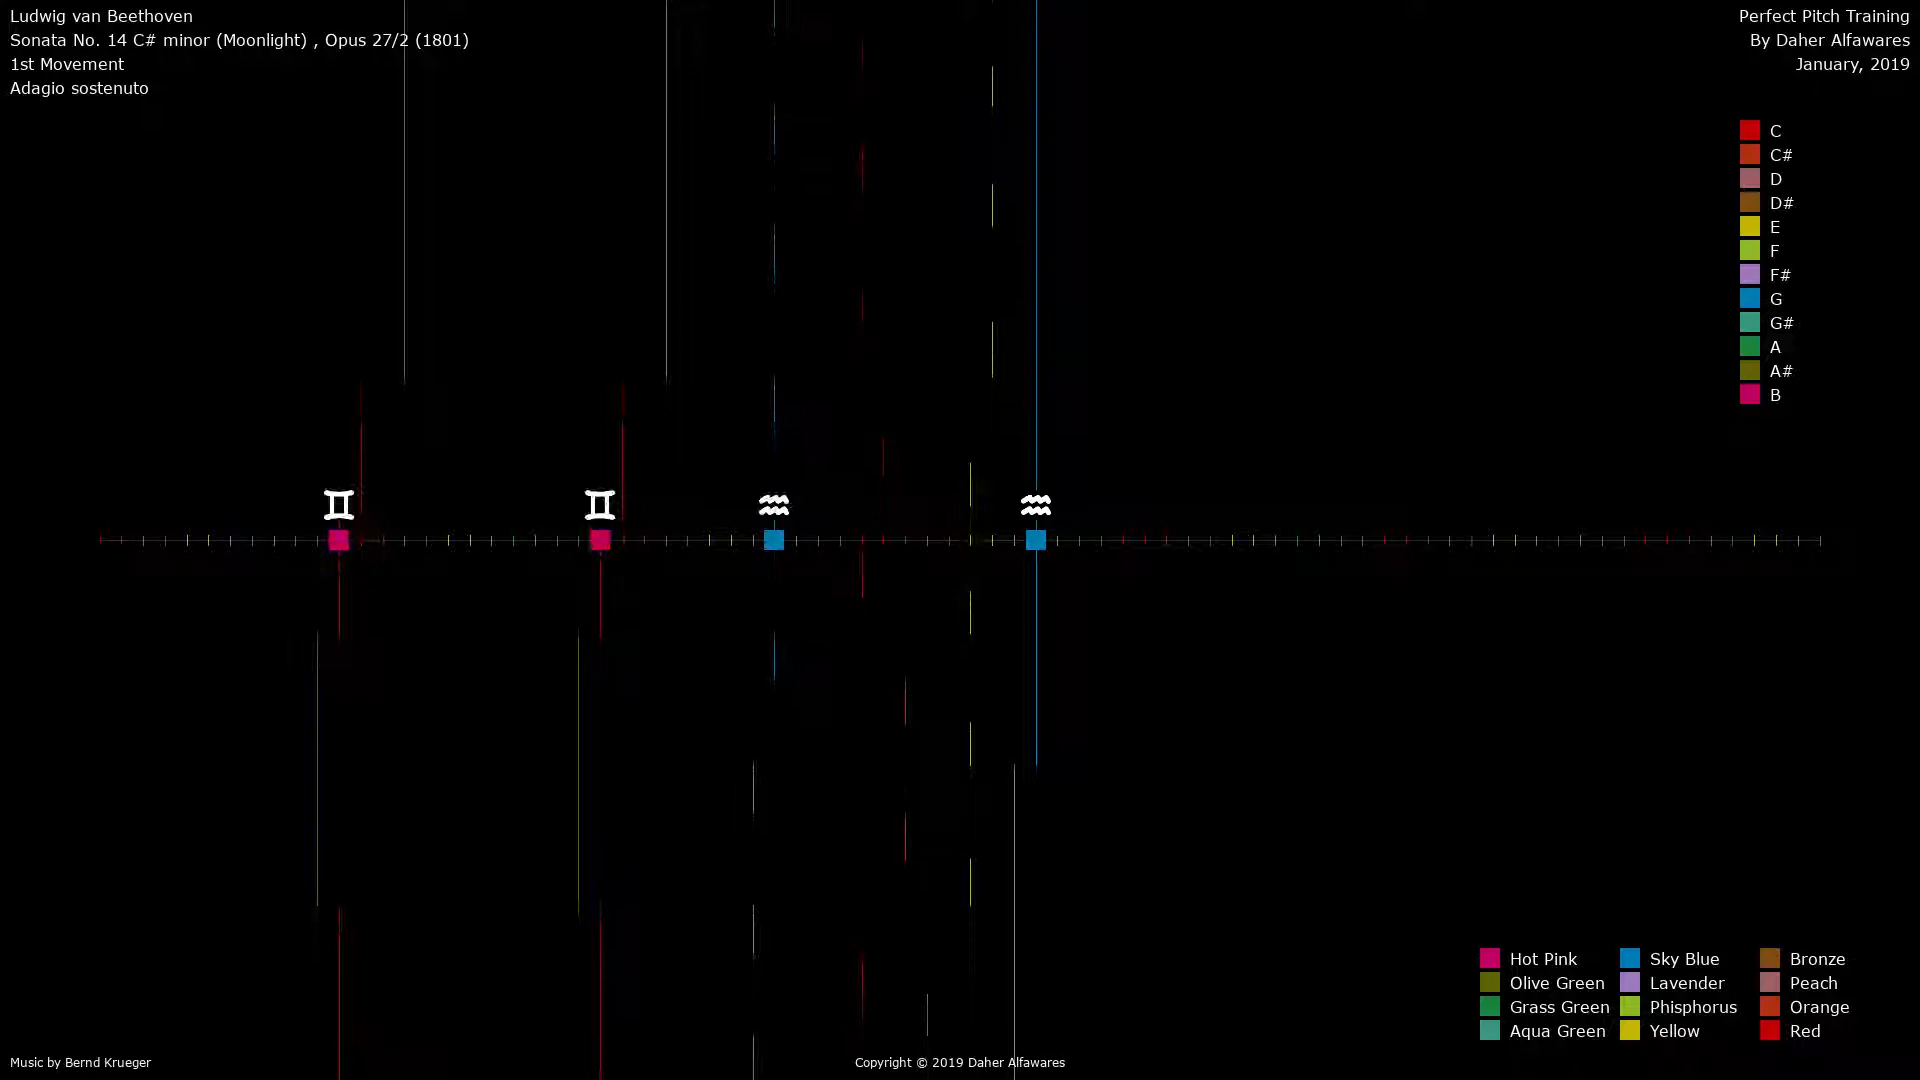 Ludwig van Beethoven
Sonata No. 14 C# minor (Moonlight) , Opus 27/2 (1801)
1st Movement
Adagio sostenuto
Perfect Pitch Training
By Daher Alfawares
January, 2019
C
C#
D
D#
E
F
F#
G
G#
A
A#
B
♊ ♊ ♒ ♒
Hot Pink Sky Blue Bronze
Olive Green Lavender Peach
Grass Green Phisphorus Orange
Aqua Green Yellow Red
Music by Bernd Krueger
Copyright © 2019 Daher Alfawares